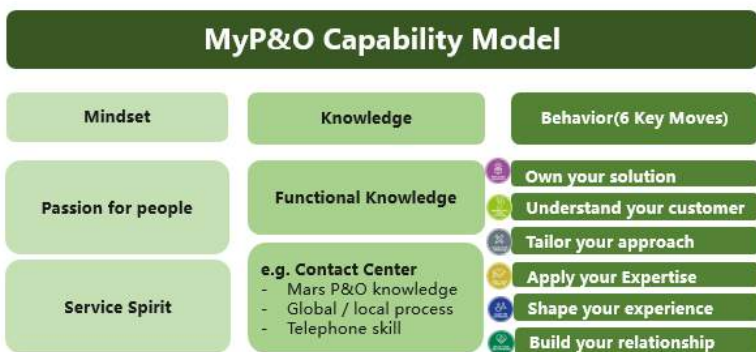 MyP&O Capability Model
Mindset
Knowledge
Behavior(6 Key Moves)
Passion for people
Service Spirit
Functional Knowledge
e.g. Contact Center
- Mars P&O knowledge
- Global / local process
- Telephone skill
Own your solution
Understand your customer
Tailor your approach
Apply your Expertise
Shape your experience
Build your relationship